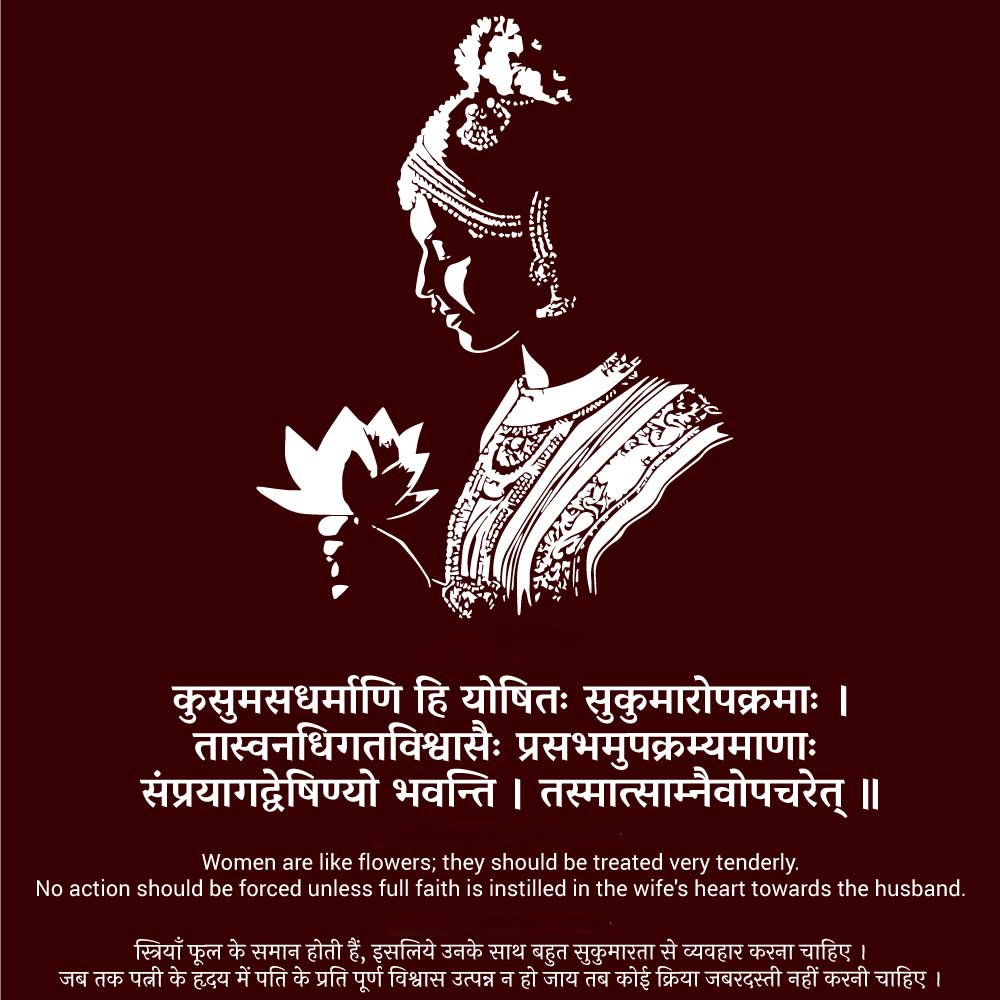 कुसुमसधर्माणि हि योषितः सुकुमारोपक्रमाः ।
तास्वनधिगतविश्वासैः प्रसभमुपक्रम्यमाणाः
संप्रयागद्वेषिण्यो भवन्ति । तस्मात्साम्नैवोपचरेत् ॥
Women are like flowers; they should be treated very tenderly.
No action should be forced unless full faith is instilled in the wife's heart towards the husband.
स्त्रियाँ फूल के समान होती हैं, इसलिये उनके साथ बहुत सुकुमारता से व्यवहार करना चाहिए ।
जब तक पत्नी के हृदय में पति के प्रति पूर्ण विश्वास उत्पन्न न हो जाय तब कोई क्रिया जबरदस्ती नहीं करनी चाहिए ।